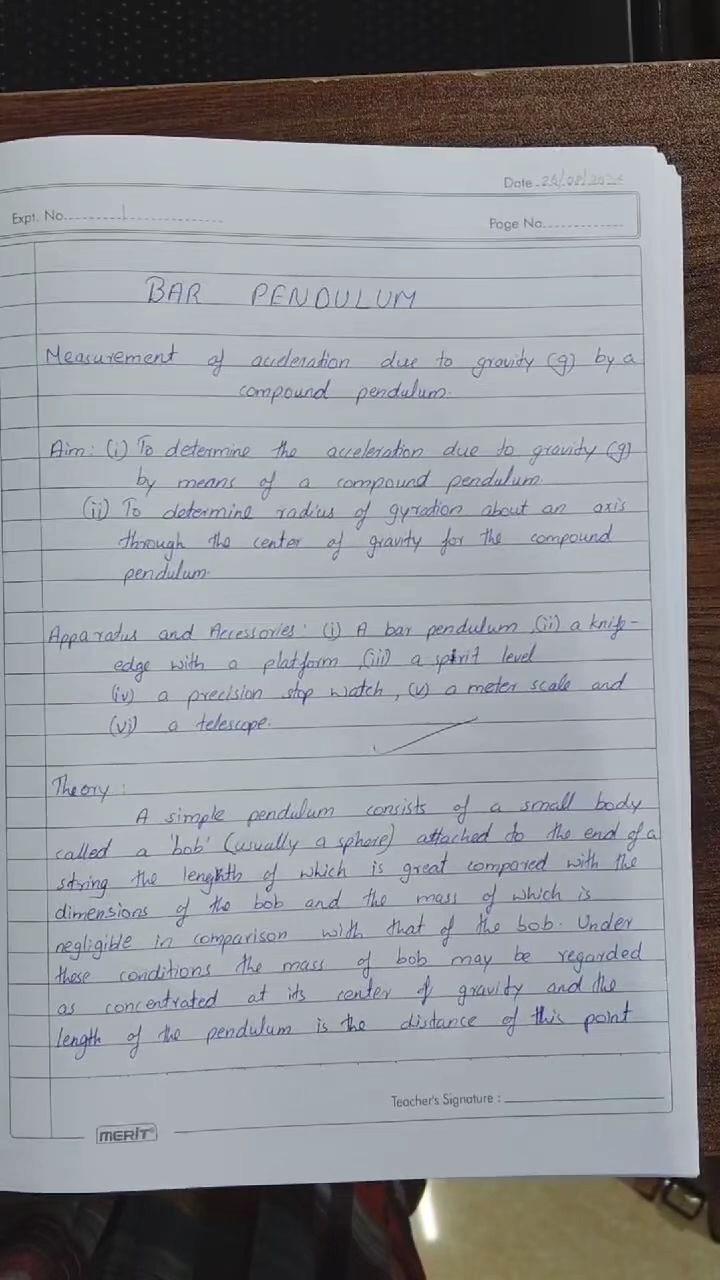 Date. 26/08/2024
Expt. No. 1
Page No.
BAR PENDULUM
Measurement of acceleration due to gravity (g) by a
compound pendulum.
Aim: (i) To determine the acceleration due to gravity (g)
by means of a compound pendulum.
(ii) To determine radius of gyration about an axis
through the center of gravity for the compound
pendulum.
Apparatus and Accessories: (i) A bar pendulum, (ii) a knife-
edge with a platform, (iii) a spirit level
(iv) a precision stop watch, (v) a meter scale and
(vi) a telescope.
Theory:
A simple pendulum consists of a small body
called a 'bob' (usually a sphere) attached to the end of a
string the lenghth of which is great compared with the
dimensions of the bob and the mass of which is
negligible in comparison with that of the bob. Under
these conditions the mass of bob may be regarded
as concentrated at its center of gravity and the
length of the pendulum is the distance of this point
Teacher's Signature :
MERIT